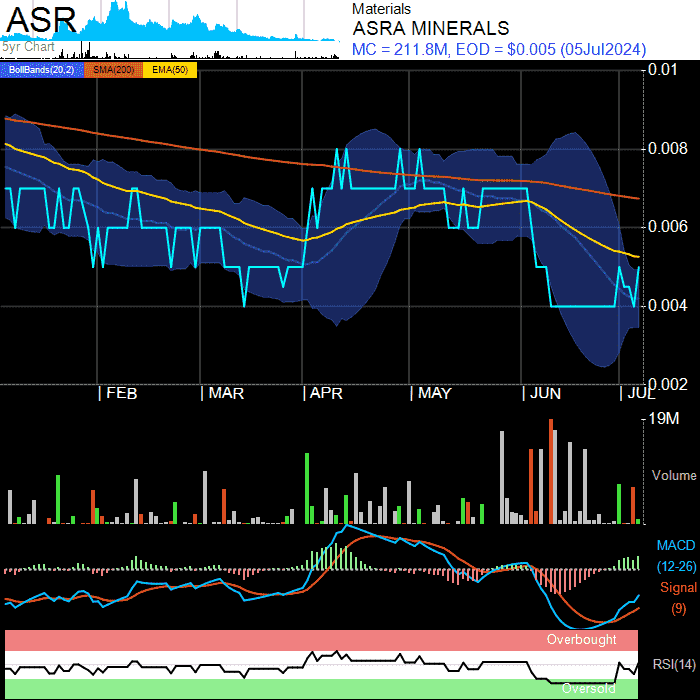 ASR
5yr Chart
Materials
ASRA MINERALS
MC = 211.8M, EOD = $0.005 (05Jul2024)
BollBands(20,2) SMA(200) EMA(50)
0.01
0.008
0.006
0.004
0.002
FEB MAR APR MAY JUN JUL
19M
Volume
MACD
(12-26)
Signal
(9)
Overbought
RSI(14)
Oversold